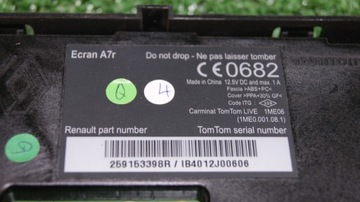 Ecran A7r
Do not drop - Ne pas laisser tomber
CE0682
Made in China 12.5V DC and max. 1 A
Fascia >ABS+PC<
Cover >PPA+30% GF<
Code ITG
Carminat TomTom LIVE 1ME06
(1ME0.001.08.1)
Q
4
D
Renault part number
TomTom serial number
259153398R / IB4012J00606